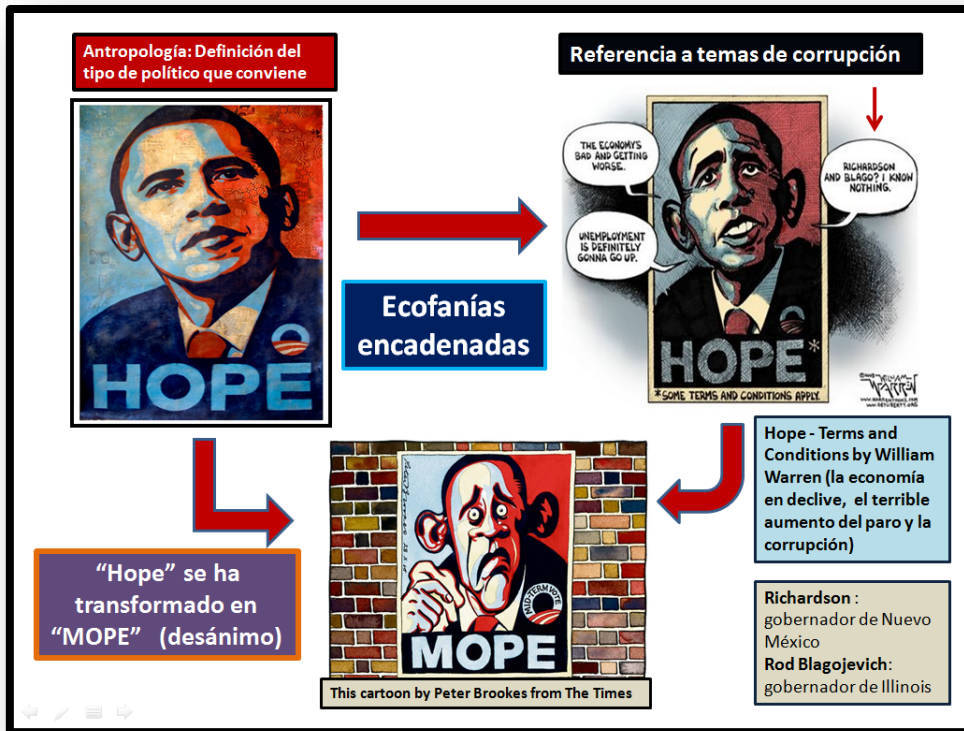 Antropología: Definición del
tipo de político que conviene
HOPE
Referencia a temas de corrupción
THE ECONOMY'S
BAD AND GETTING
WORSE.
UNEMPLOYMENT
IS DEFINITELY
GONNA GO UP.
RICHARDSON
AND BLAGO? I KNOW
NOTHING.
HOPE*
*SOME TERMS AND CONDITIONS APPLY.
WILLIAM
WARREN
Ecofanías
encadenadas
Hope - Terms and
Conditions by William
Warren (la economía
en declive, el terrible
aumento del paro y la
corrupción)
"Hope" se ha
transformado en
"MOPE" (desánimo)
MID-TERM VOTE
MOPE
This cartoon by Peter Brookes from The Times
Richardson :
gobernador de Nuevo
México
Rod Blagojevich:
gobernador de Illinois